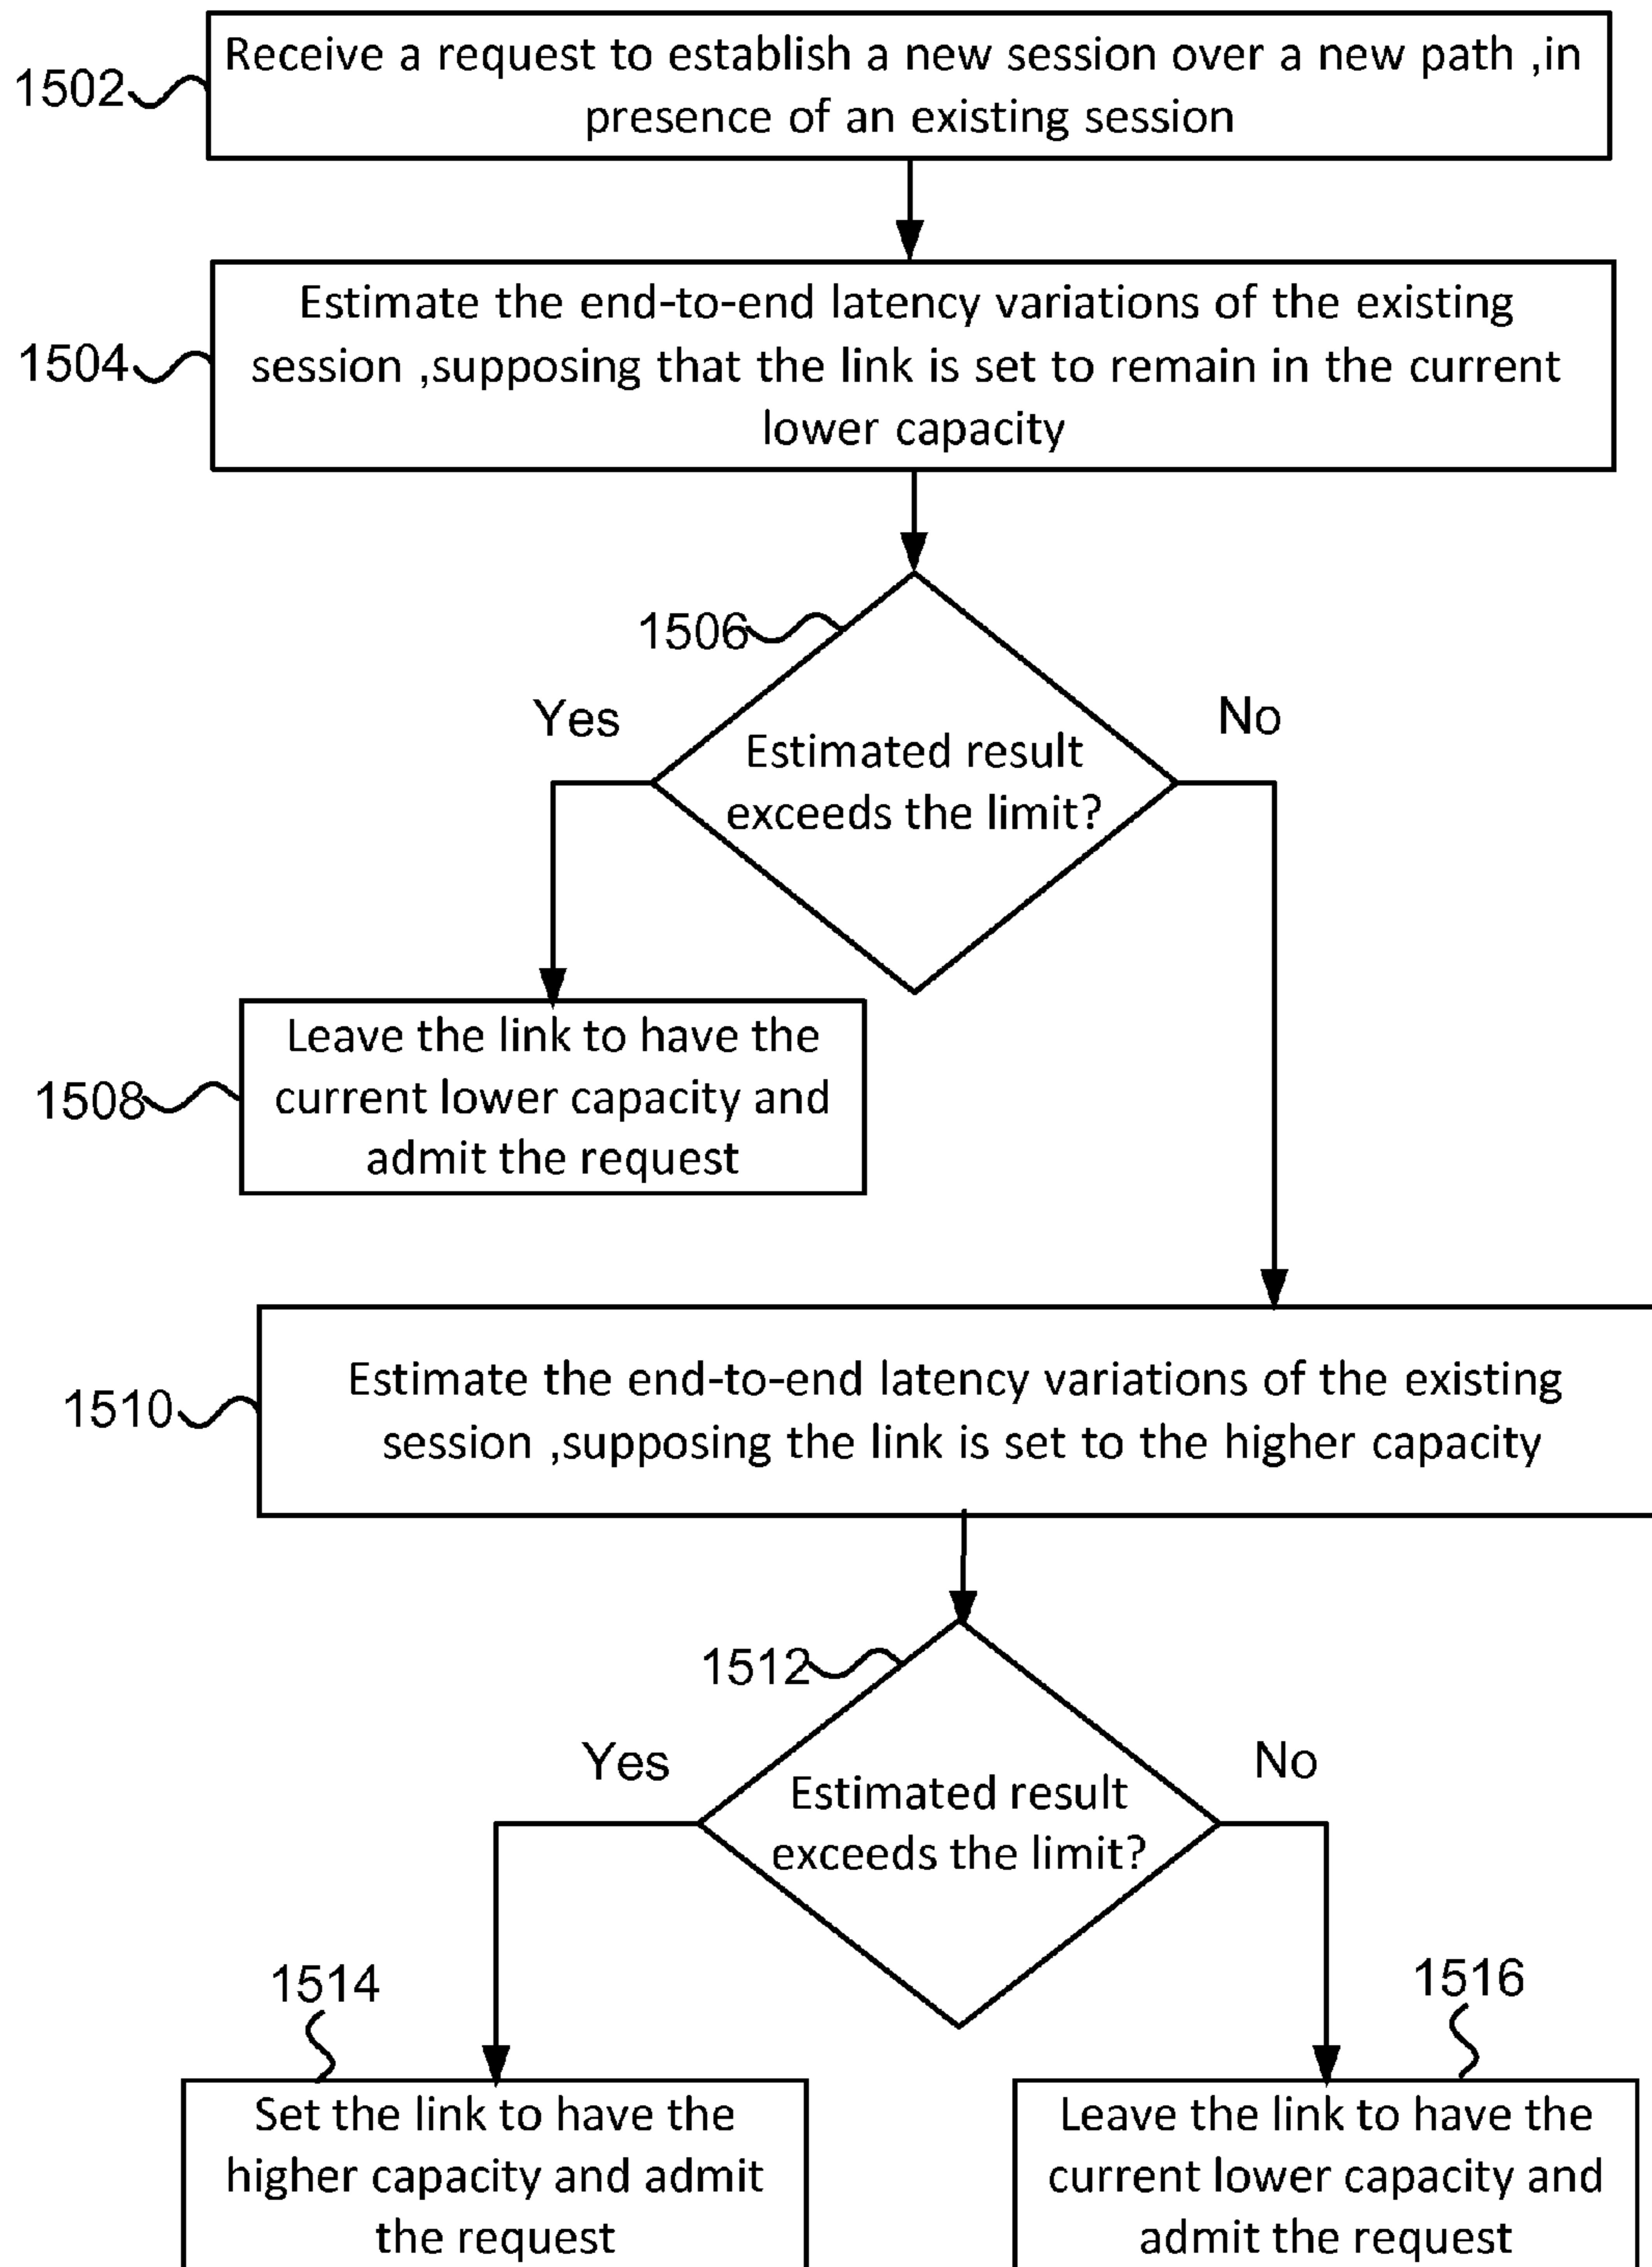 1502
Receive a request to establish a new session over a new path ,in
presence of an existing session
1504
Estimate the end-to-end latency variations of the existing
session ,supposing that the link is set to remain in the current
lower capacity
1506
Yes
No
Estimated result
exceeds the limit?
1508
Leave the link to have the
current lower capacity and
admit the request
1510
Estimate the end-to-end latency variations of the existing
session ,supposing the link is set to the higher capacity
1512
Yes
No
Estimated result
exceeds the limit?
1514
Set the link to have the
higher capacity and admit
the request
1516
Leave the link to have the
current lower capacity and
admit the request